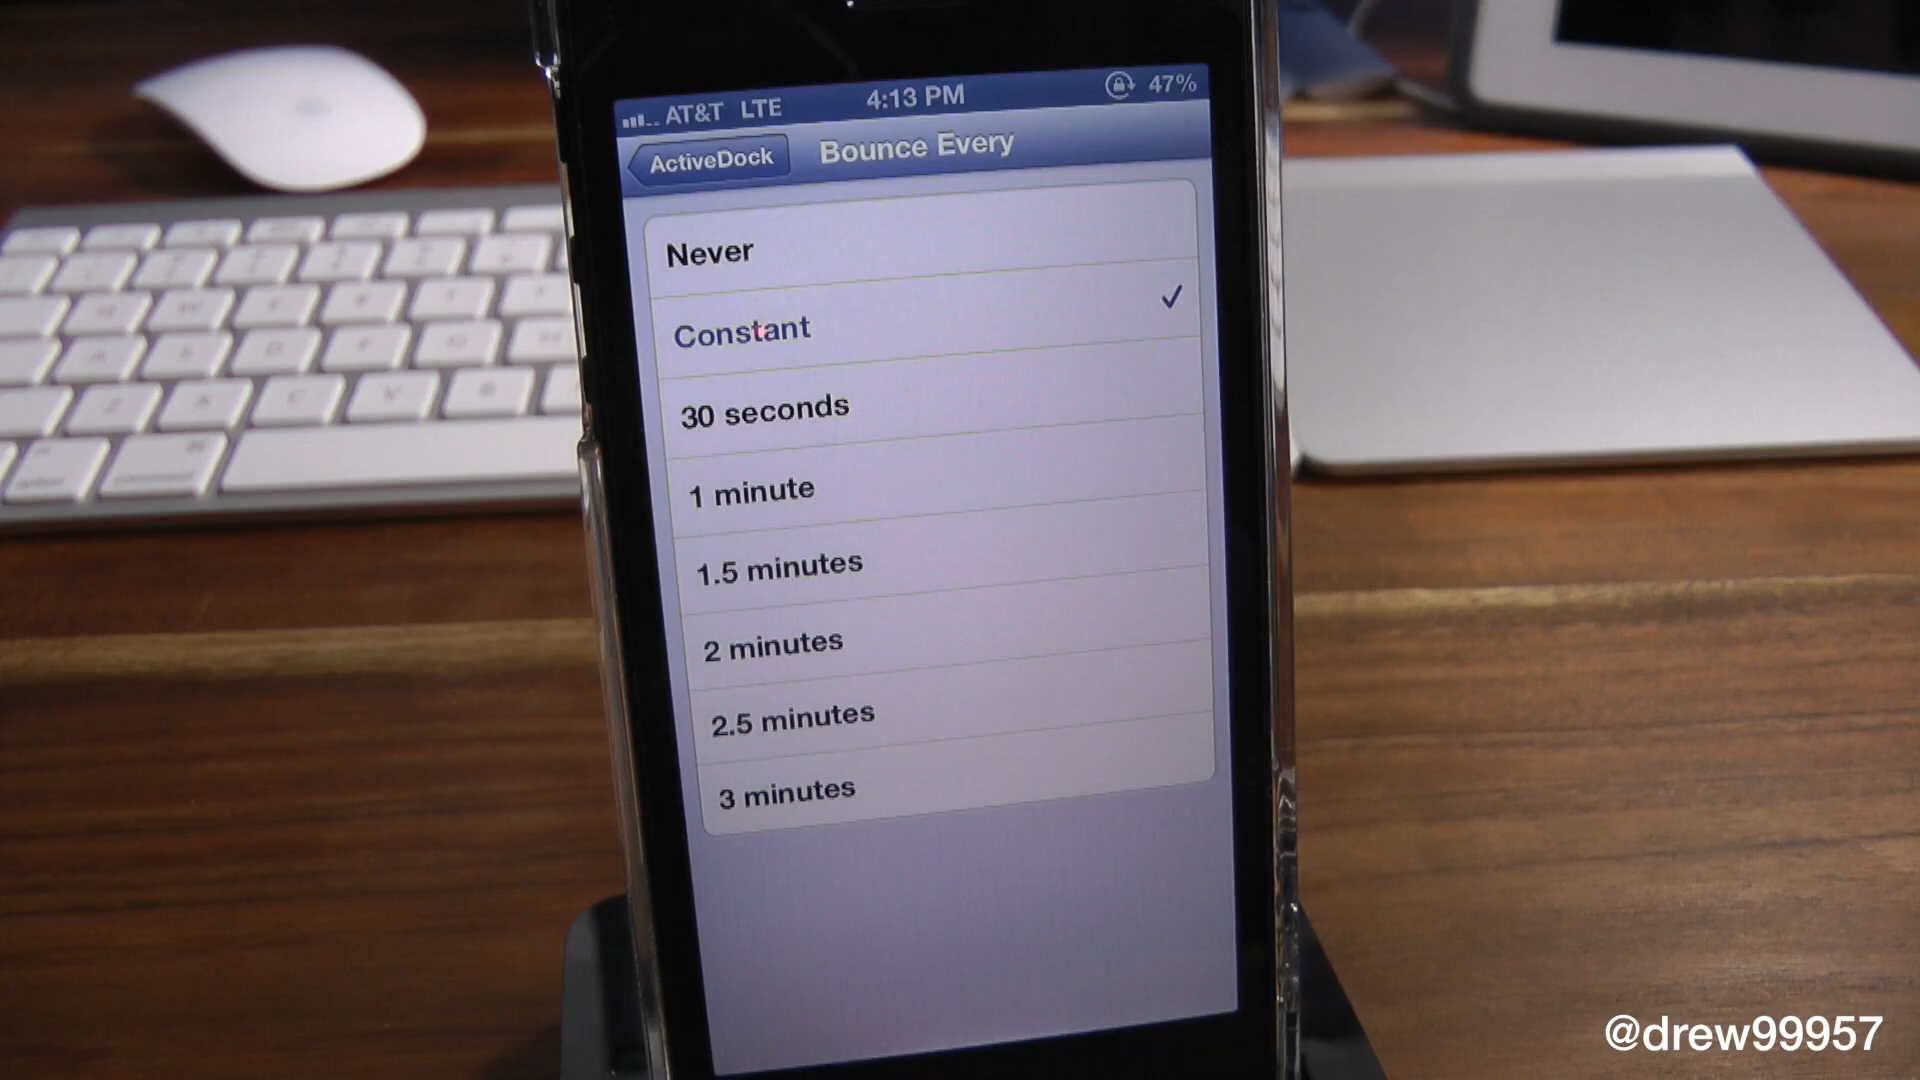 AT&T LTE 4:13 PM 47%
ActiveDock Bounce Every
Never
Constant
30 seconds
1 minute
1.5 minutes
2 minutes
2.5 minutes
3 minutes
@drew99957